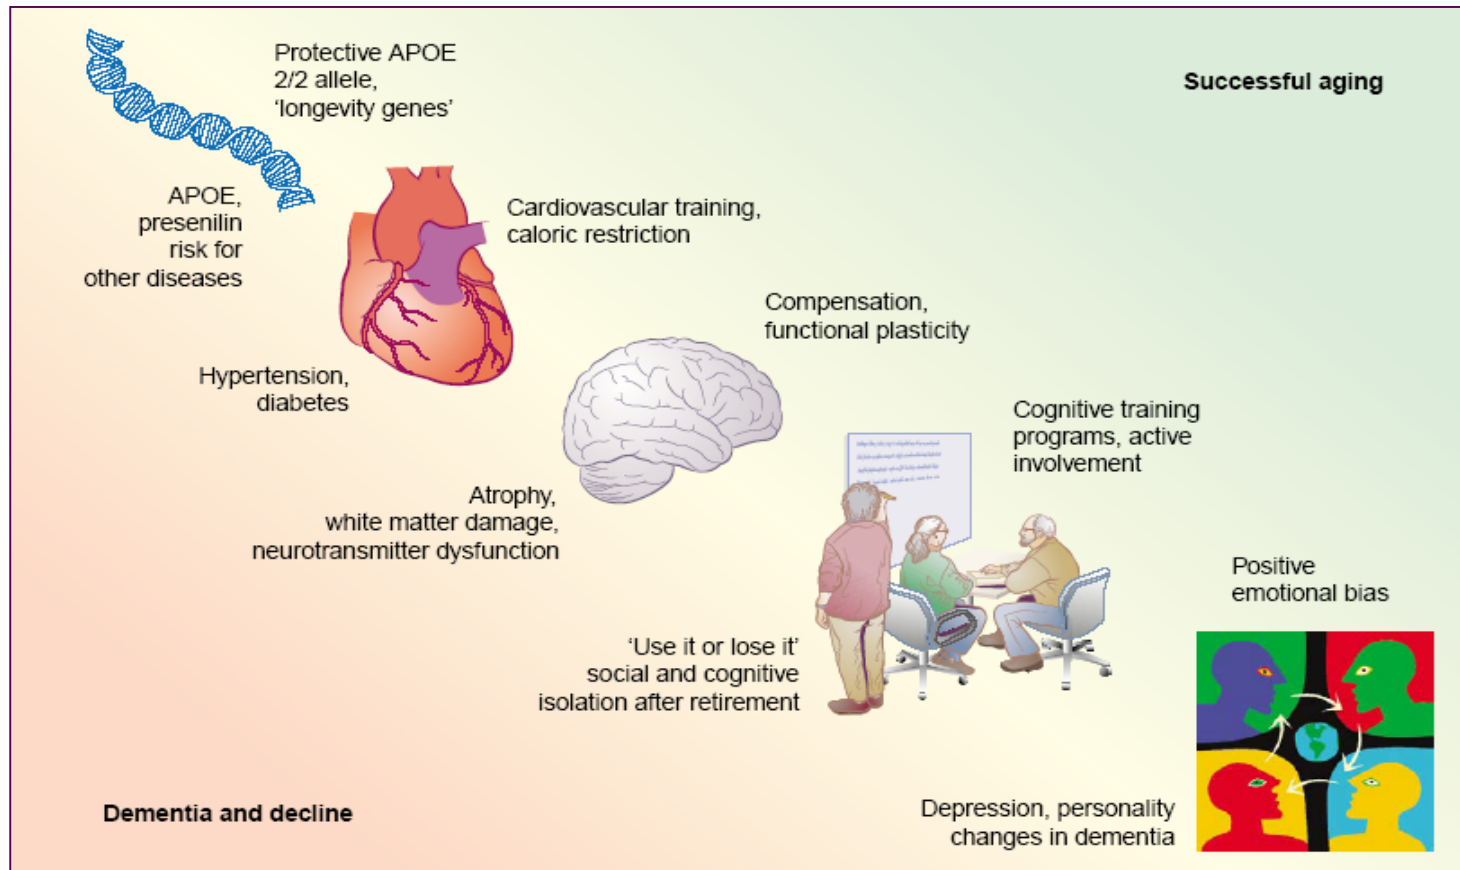 Protective APOE
2/2 allele,
‘longevity genes’
Successful aging
APOE,
presenilin
risk for
other diseases
Cardiovascular training,
caloric restriction
Compensation,
functional plasticity
Hypertension,
diabetes
Cognitive training
programs, active
involvement
Atrophy,
white matter damage,
neurotransmitter dysfunction
Positive
emotional bias
‘Use it or lose it’
social and cognitive
isolation after retirement
Dementia and decline
Depression, personality
changes in dementia